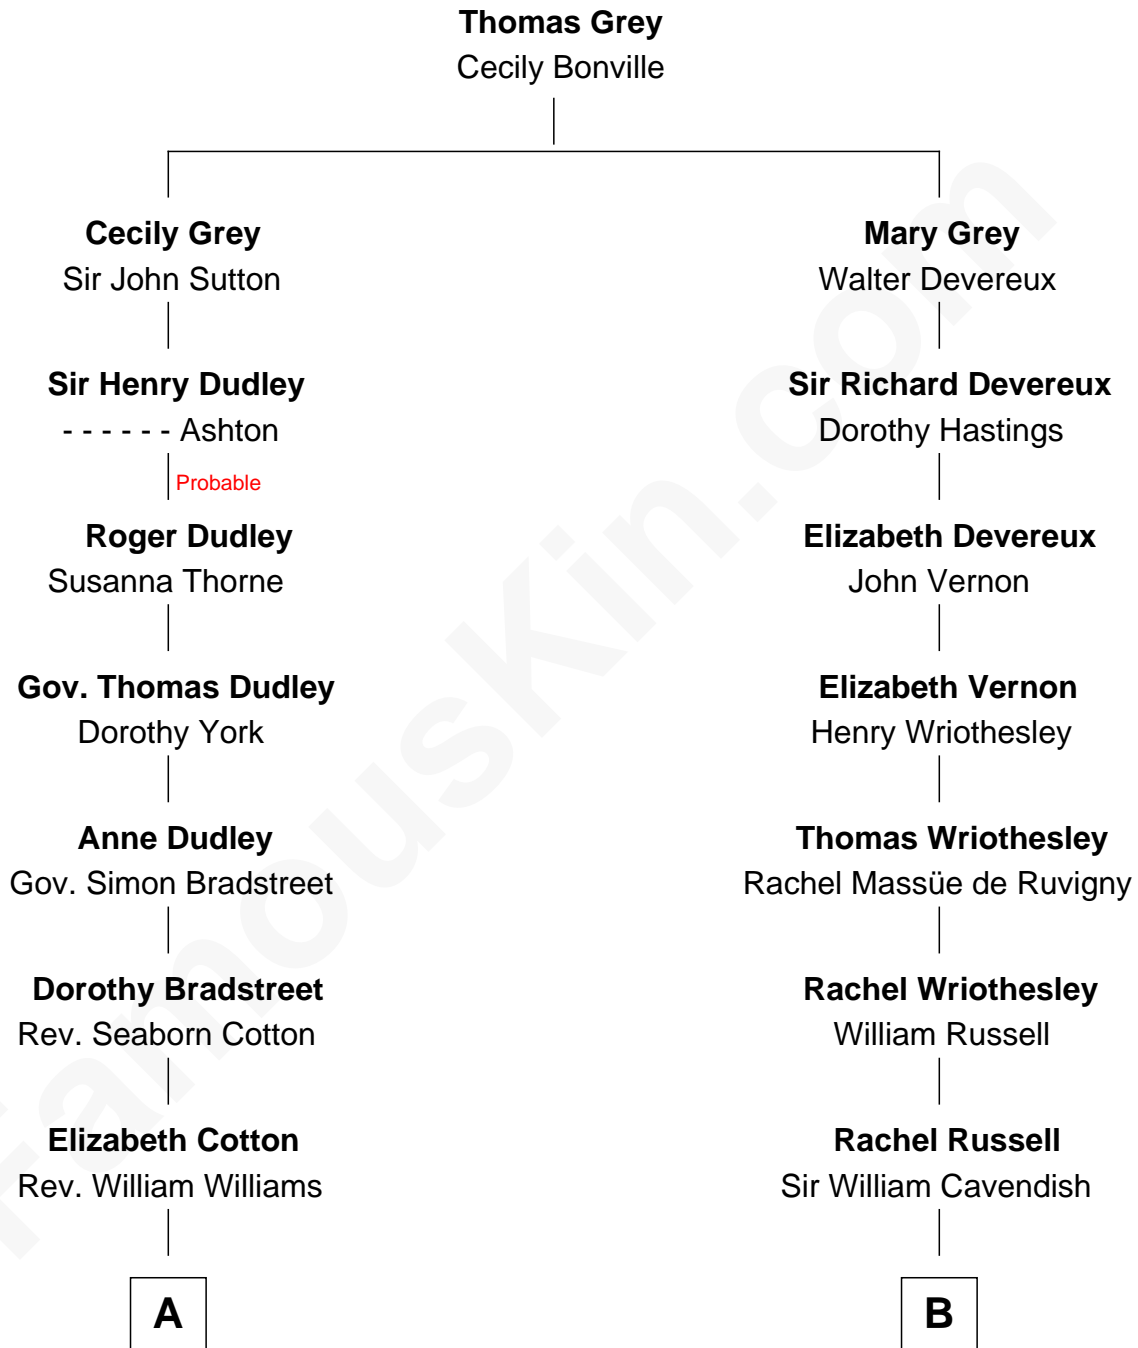 Thomas Grey
Cecily Bonville
Cecily Grey
Sir John Sutton
Mary Grey
Walter Devereux
Sir Henry Dudley
- - - - - - Ashton
Sir Richard Devereux
Dorothy Hastings
Probable
Roger Dudley
Susanna Thorne
Elizabeth Devereux
John Vernon
Gov. Thomas Dudley
Dorothy York
Elizabeth Vernon
Henry Wriothesley
Anne Dudley
Gov. Simon Bradstreet
Thomas Wriothesley
Rachel Massüe de Ruvigny
Dorothy Bradstreet
Rev. Seaborn Cotton
Rachel Wriothesley
William Russell
Elizabeth Cotton
Rev. William Williams
Rachel Russell
Sir William Cavendish
A
B
FamousKin.com